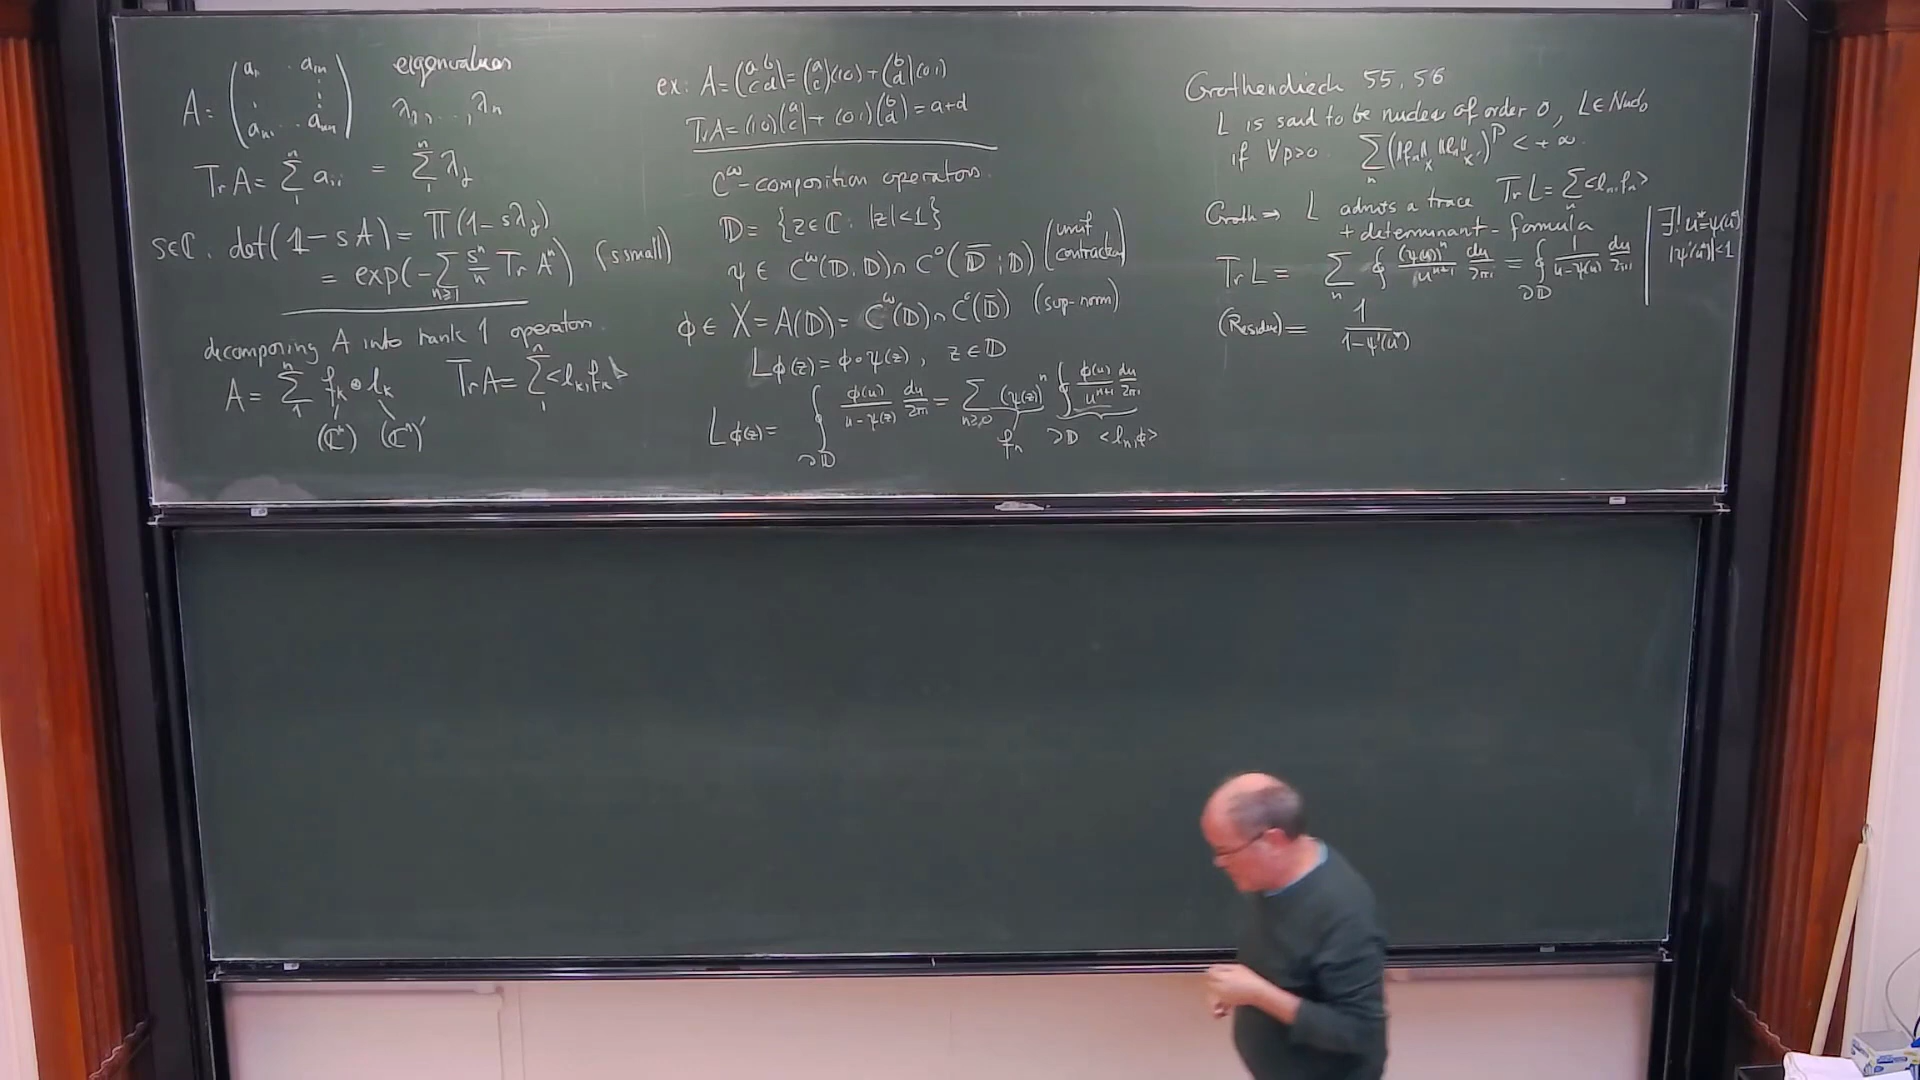 A = ( a₁₁ ... a₁ₙ ⋮ aₙ₁ ... aₙₙ ) eigenvalues
λ₁, ..., λₙ
Tr A = Σ₁ⁿ aᵢᵢ = Σ₁ⁿ λⱼ
s∈ℂ: det(1 − sA) = Π(1 − sλⱼ)
= exp(− Σ_{n≥1} sⁿ/n Tr Aⁿ) (s small)
decomposing A into rank 1 operators.
A = Σ₁ⁿ fₖ ⊗ lₖ Tr A = Σ₁ⁿ <lₖ, fₖ>
(ℂⁿ) (ℂⁿ)'
ex: A = (a b c d) = (a c)(1 0) + (b d)(0 1)
Tr A = (1 0)(a c) + (0 1)(b d) = a+d
C^ω - composition operators.
𝔻 = {z∈ℂ : |z|<1}
ψ ∈ C^ω(𝔻, 𝔻) ∩ C⁰(𝔻̄; 𝔻) (unif contraction)
ϕ ∈ X = A(𝔻) = C^ω(𝔻) ∩ C⁰(𝔻̄) (sup-norm)
Lϕ(z) = ϕ∘ψ(z), z∈𝔻
Lϕ(z) = ∮_{∂𝔻} ϕ(u)/(u−ψ(z)) du/2πi = Σ_{n≥0} (ψ(z))ⁿ ∮ ϕ(u)/uⁿ⁺¹ du/2πi
fₙ ∂𝔻 <lₙ, ϕ>
Grothendieck 55, 56
L is said to be nuclear of order 0, L∈Nuc₀
if ∀p>0 Σₙ (‖fₙ‖_X ‖lₙ‖_X')^p < +∞.
Groth ⇒ L admits a trace Tr L = Σₙ <lₙ, fₙ>
+ determinant - formula
Tr L = Σₙ ∮ (ψ(u))ⁿ/uⁿ⁺¹ du/2πi = ∮_{∂𝔻} 1/(u−ψ(u)) du/2πi
∃! u*=ψ(u*)
|ψ'(u*)|<1
(Residue) = 1/(1−ψ'(u*))